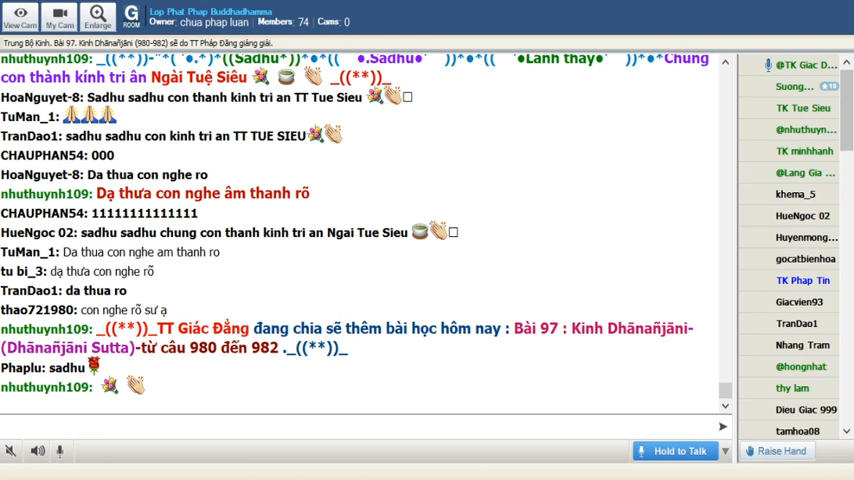 View Cam
My Cam
Enlarge
G
ROOM
Lop Phat Phap Buddhadhamma
Owner: chua phap luan Members: 74 Cams: 0
Trung Bộ Kinh. Bài 97. Kinh Dhanañjàni (980-982) sẽ do TT Pháp Đăng giảng giải.
_((**))-"*( ˙●.*)*((Sadhu*))*●*(( ˙●.Sadhu●˙ ))*●*(( ˙●Lành thay●˙ ))*●*Chúng
con thành kính tri ân Ngài Tuệ Siêu _((**))_
HoaNguyet-8: Sadhu sadhu con thanh kinh tri an TT Tue Sieu
TuMan_1:
TranDao1: sadhu sadhu con kinh tri an TT TUE SIEU
CHAUPHAN54: 000
HoaNguyet-8: Da thua con nghe ro
nhuthuynh109: Dạ thưa con nghe âm thanh rõ
CHAUPHAN54: 11111111111111
HueNgoc 02: sadhu sadhu chung con thanh kinh tri an Ngai Tue Sieu
TuMan_1: Da thua con nghe am thanh ro
tu bi_3: dạ thưa con nghe rõ
TranDao1: da thua ro
thao721980: con nghe rõ sư ạ
nhuthuynh109: _((**))_TT Giác Đẳng đang chia sẽ thêm bài học hôm nay : Bài 97 : Kinh Dhānañjāni-
(Dhānañjāni Sutta)-từ câu 980 đến 982 ._((**))_
Phaplu: sadhu
nhuthuynh109:
Hold to Talk
@TK Giac D...
Suong...
+10
TK Tue Sieu
@nhuthuyn...
TK minhhanh
@Lang Gia ...
khema_5
HueNgoc 02
Huyenmong...
gocatbienhoa
TK Phap Tin
Giacvien93
TranDao1
Nhang Tram
@hongnhat
thy lam
Dieu Giac 999
tamhoa08
Raise Hand